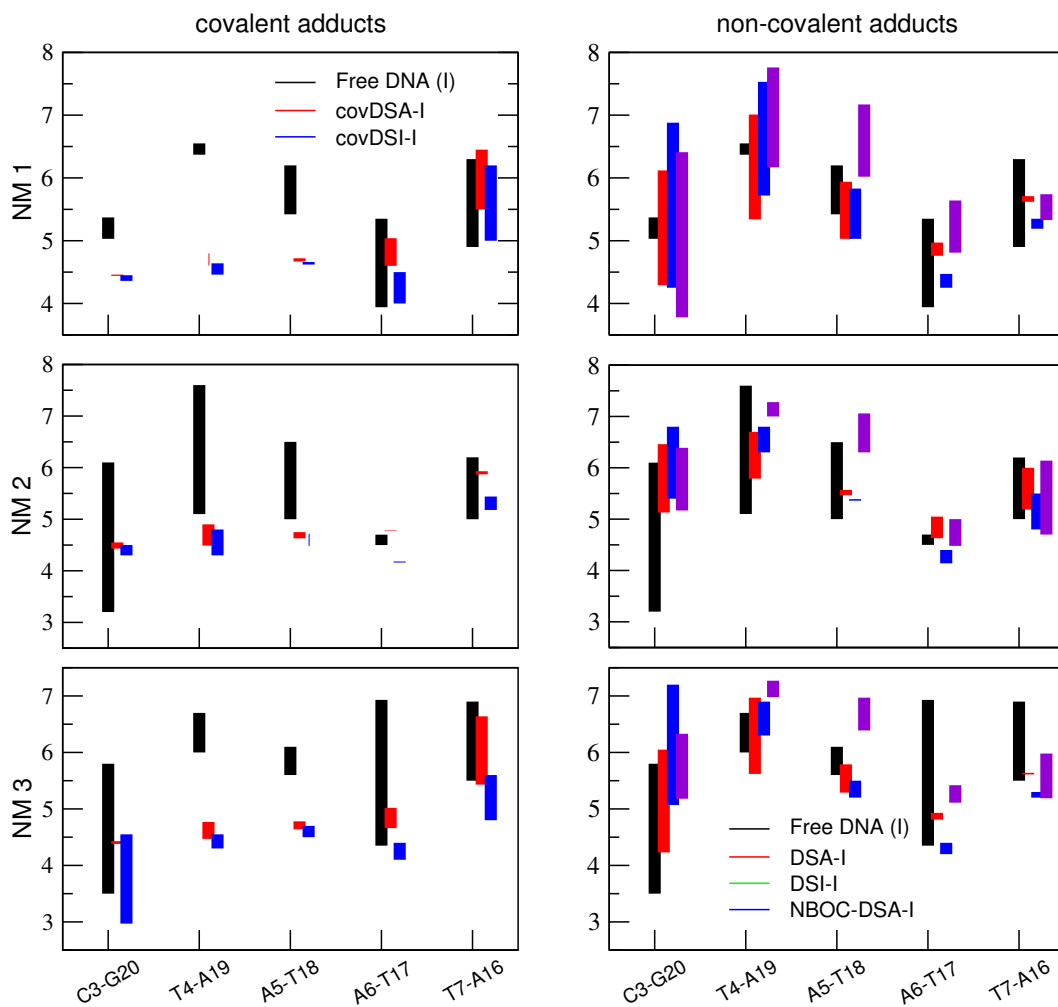 covalent adducts
non-covalent adducts
NM 1
8
7
6
5
4
Free DNA (I)
covDSA-I
covDSI-I
8
7
6
5
4
NM 2
8
7
6
5
4
3
8
7
6
5
4
3
NM 3
7
6
5
4
3
7
6
5
4
3
Free DNA (I)
DSA-I
DSI-I
NBOC-DSA-I
C3-G20
T4-A19
A5-T18
A6-T17
T7-A16
C3-G20
T4-A19
A5-T18
A6-T17
T7-A16